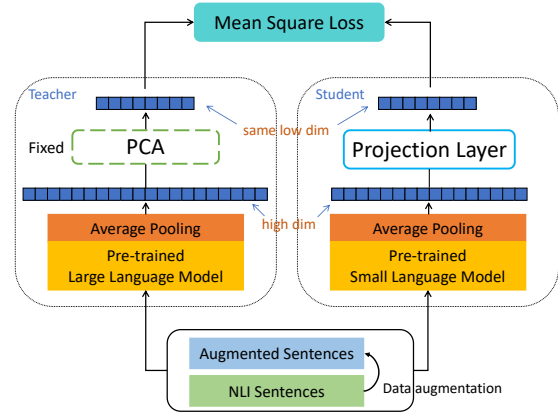 Mean Square Loss
Teacher
Student
same low dim
Fixed
PCA
Projection Layer
high dim
Average Pooling
Average Pooling
Pre-trained
Large Language Model
Pre-trained
Small Language Model
Augmented Sentences
NLI Sentences
Data augmentation